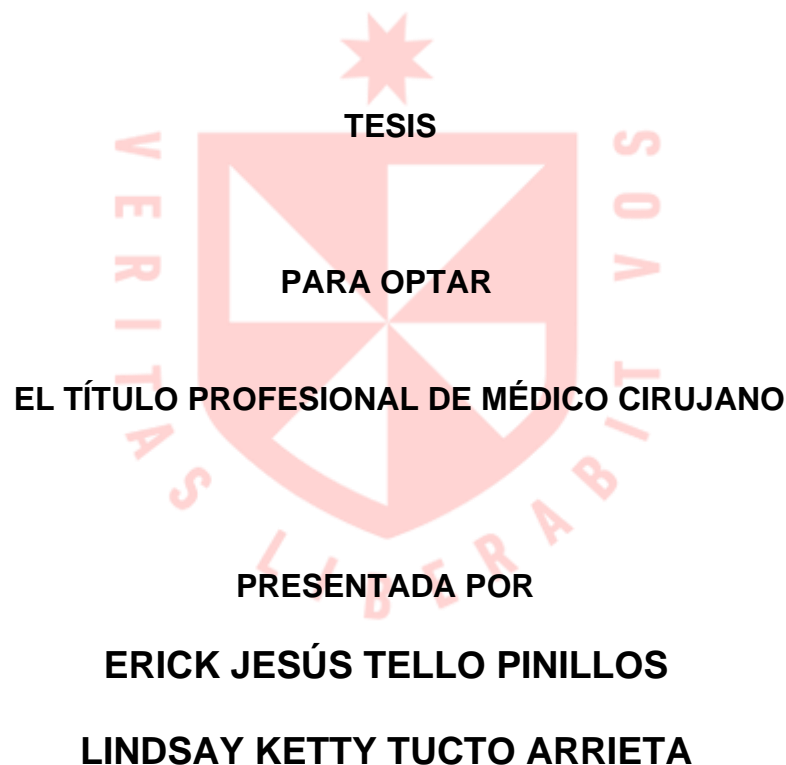 TESIS
PARA OPTAR
EL TÍTULO PROFESIONAL DE MÉDICO CIRUJANO
PRESENTADA POR
ERICK JESÚS TELLO PINILLOS
LINDSAY KETTY TUCTO ARRIETA
VERITAS LIBERABIT VOS